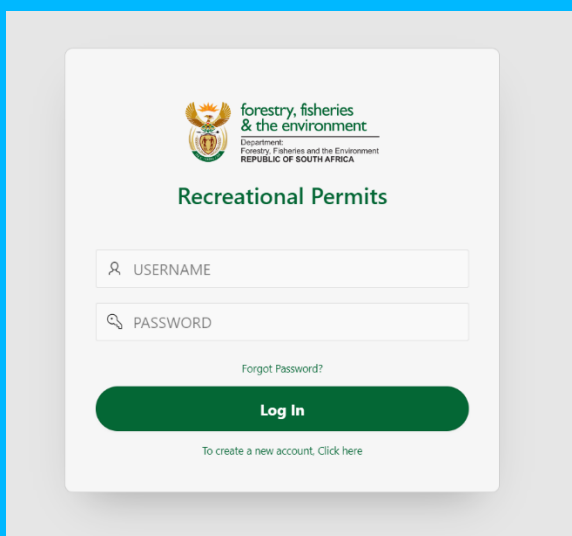 forestry, fisheries
& the environment
Department:
Forestry, Fisheries and the Environment
REPUBLIC OF SOUTH AFRICA
Recreational Permits
USERNAME
PASSWORD
Forgot Password?
Log In
To create a new account, Click here